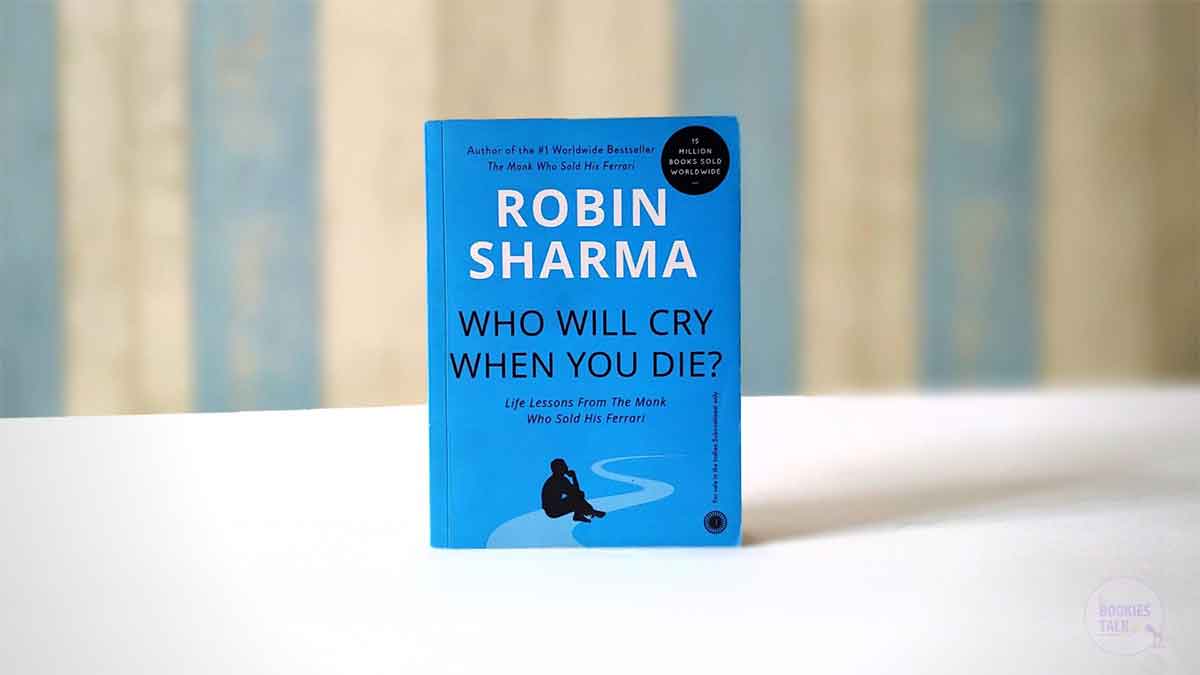 Author of the #1 Worldwide Bestseller
The Monk Who Sold His Ferrari
15
MILLION
BOOKS SOLD
WORLDWIDE
ROBIN
SHARMA
WHO WILL CRY
WHEN YOU DIE?
Life Lessons From The Monk
Who Sold His Ferrari
For sale in the Indian Subcontinent only
BOOKIES
TALK